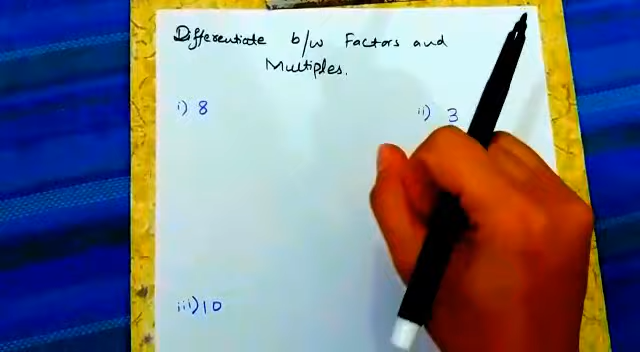 Differentiate b/w Factors and
Multiples.
i) 8
ii) 3
iii) 10